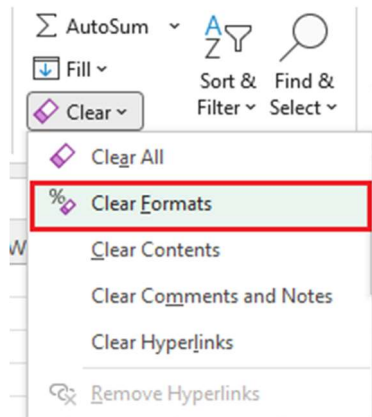 AutoSum
Fill
Clear
A
Z
Sort &
Filter
Find &
Select
Clear All
%
Clear Formats
W
Clear Contents
Clear Comments and Notes
Clear Hyperlinks
Remove Hyperlinks